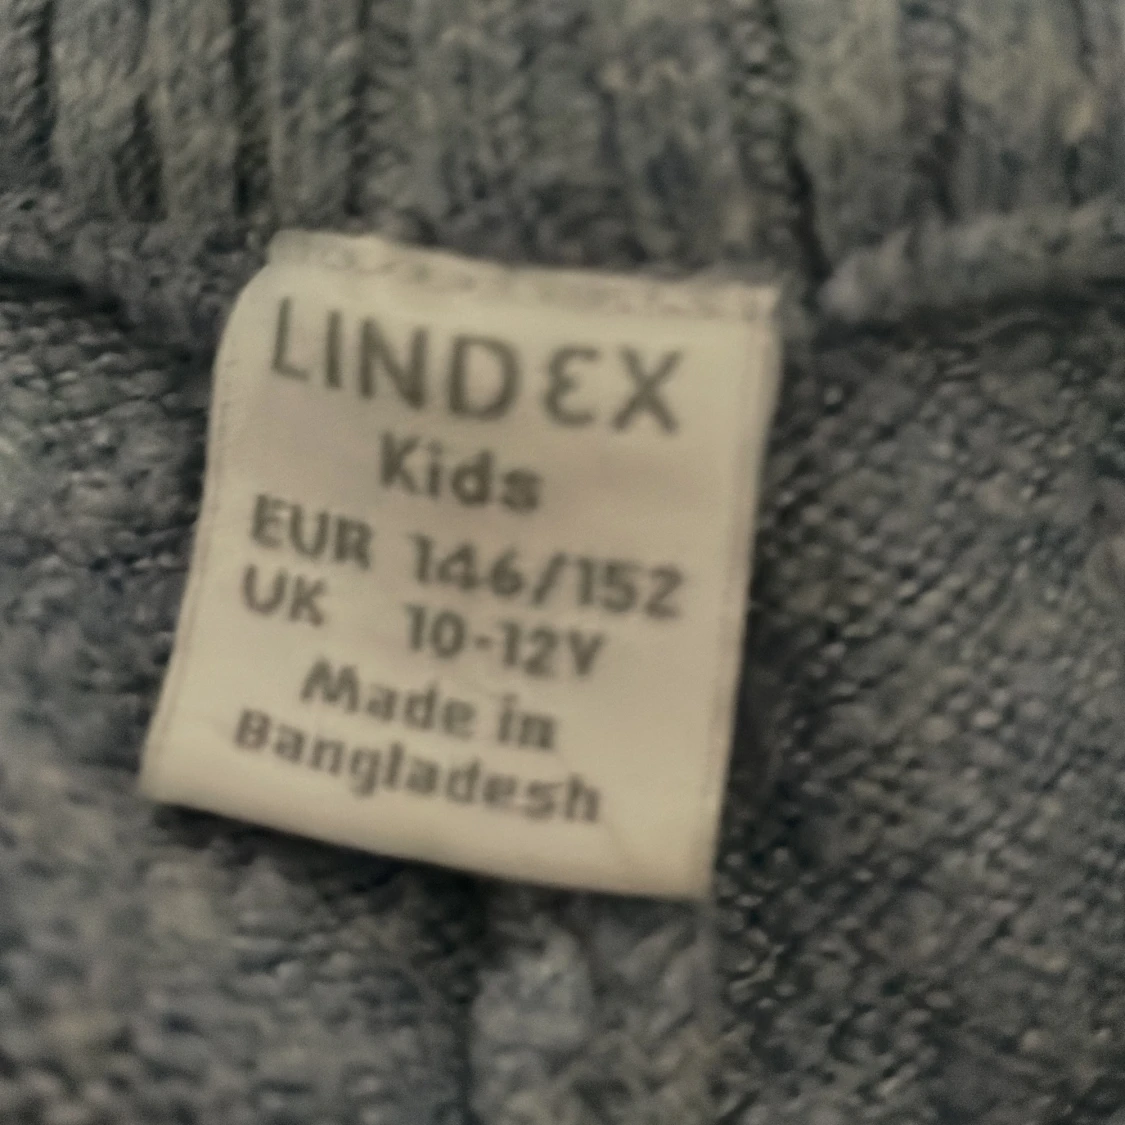 LINDEX
Kids
EUR 146/152
UK 10-12Y
Made in
Bangladesh